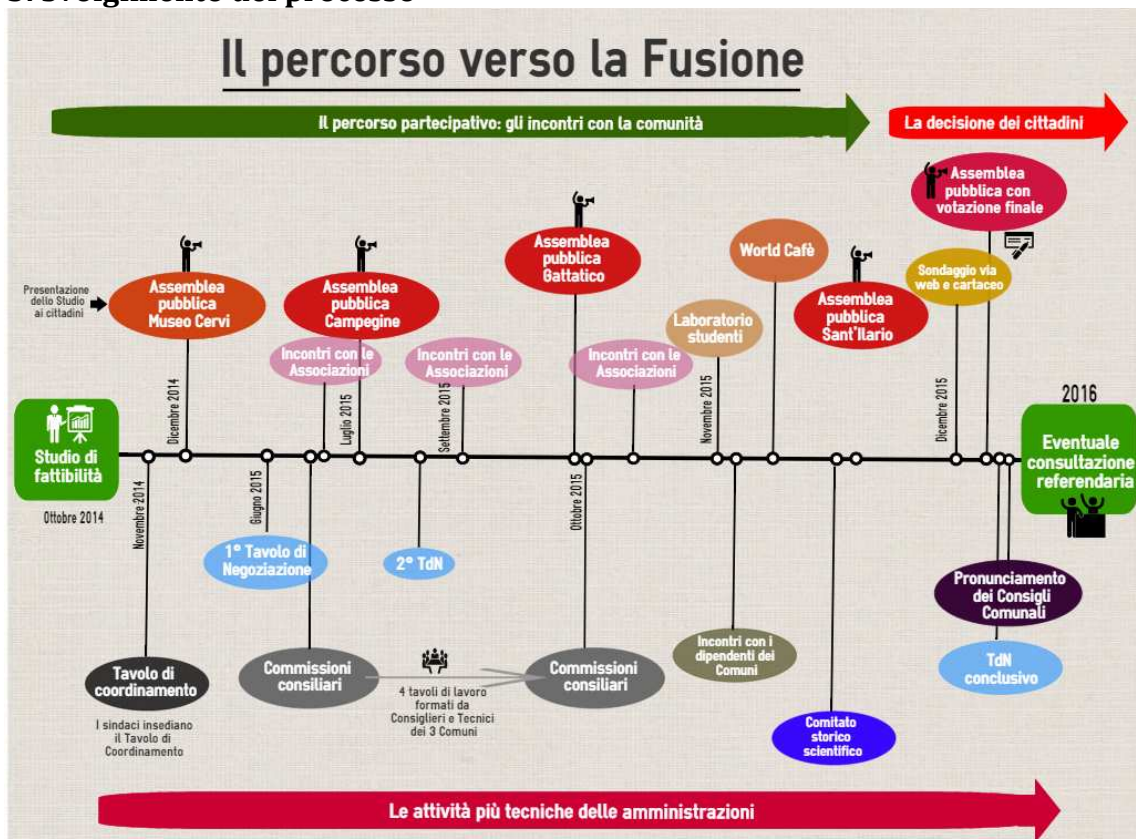 Svolgimento del processo
Il percorso verso la Fusione
Il percorso partecipativo: gli incontri con la comunità
La decisione dei cittadini
Assemblea
pubblica con
votazione finale
Assemblea
pubblica
Gattatico
World Cafè
Sondaggio via
web e cartaceo
Presentazione
dello Studio
ai cittadini
Assemblea
pubblica
Museo Cervi
Assemblea
pubblica
Campegine
Assemblea
pubblica
Sant'Ilario
Laboratorio
studenti
Incontri con le
Associazioni
Incontri con le
Associazioni
Incontri con le
Associazioni
Dicembre 2014
Luglio 2015
Settembre 2015
Novembre 2015
Dicembre 2015
2016
Studio di
fattibilità
Eventuale
consultazione
referendaria
Ottobre 2014
Novembre 2014
Giugno 2015
Ottobre 2015
1° Tavolo di
Negoziazione
2° TdN
Pronunciamento
dei Consigli
Comunali
Incontri con i
dipendenti dei
Comuni
Tavolo di
coordinamento
Commissioni
consiliari
Commissioni
consiliari
TdN
conclusivo
I sindaci insediano
il Tavolo di
Coordinamento
4 tavoli di lavoro
formati da
Consiglieri e Tecnici
dei 3 Comuni
Comitato
storico
scientifico
Le attività più tecniche delle amministrazioni